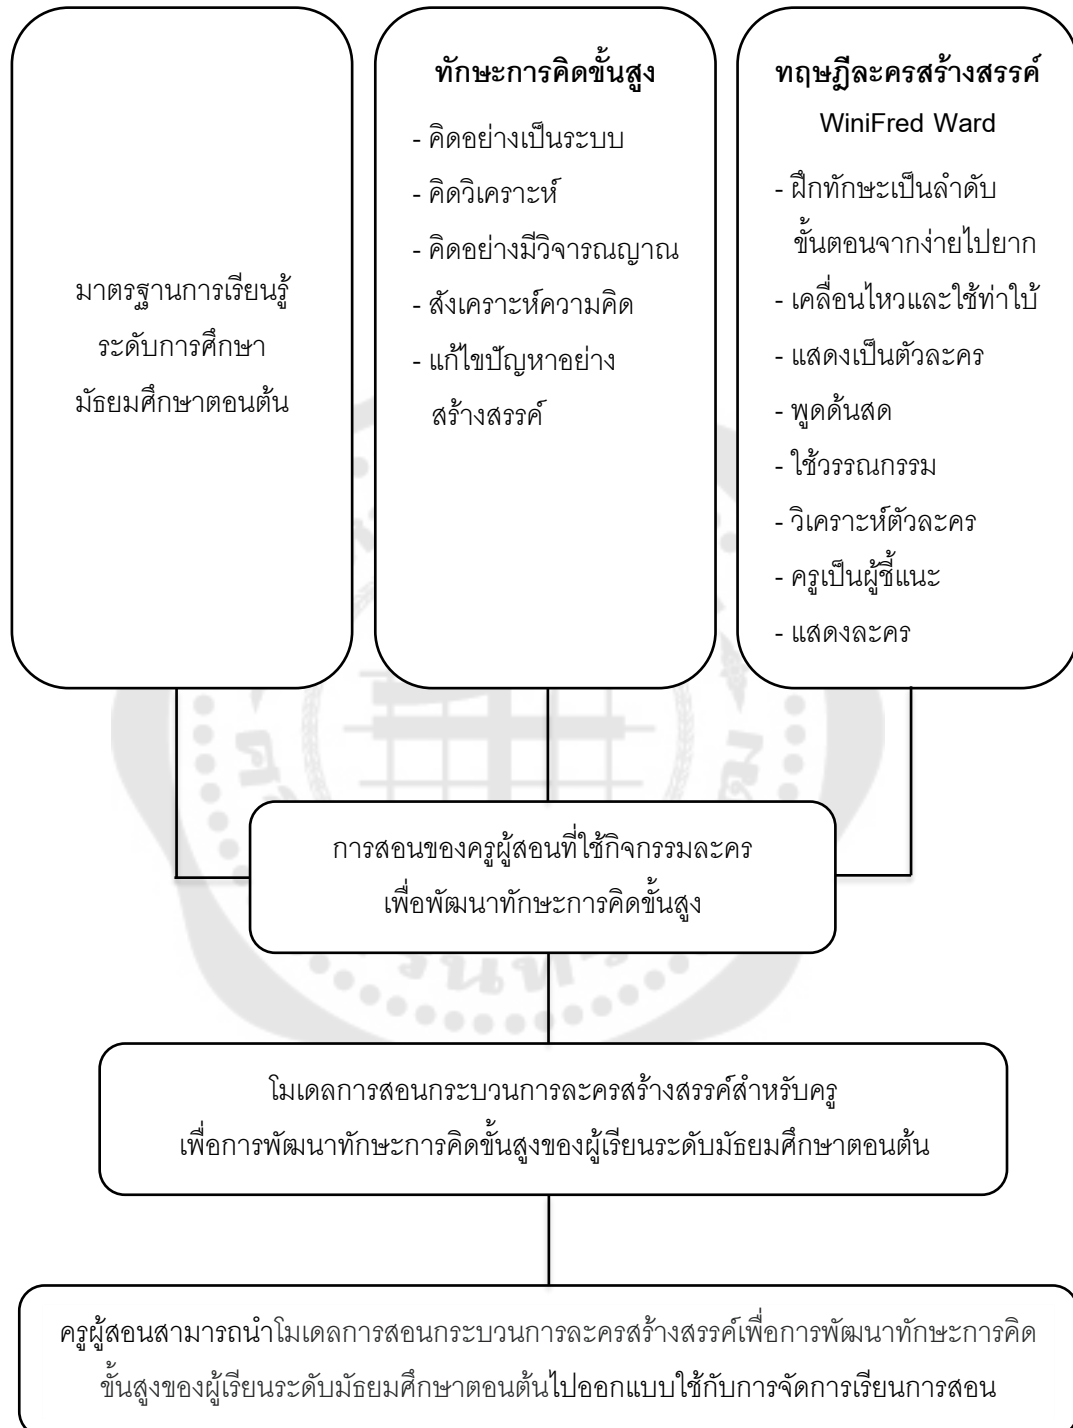 มาตรฐานการเรียนรู้
ระดับการศึกษา
มัธยมศึกษาตอนต้น
ทักษะการคิดขั้นสูง
- คิดอย่างเป็นระบบ
- คิดวิเคราะห์
- คิดอย่างมีวิจารณญาณ
- สังเคราะห์ความคิด
- แก้ไขปัญหาอย่าง
สร้างสรรค์
ทฤษฎีละครสร้างสรรค์
WiniFred Ward
- ฝึกทักษะเป็นลำดับ
ขั้นตอนจากง่ายไปยาก
- เคลื่อนไหวและใช้ท่าใบ้
- แสดงเป็นตัวละคร
- พูดด้นสด
- ใช้วรรณกรรม
- วิเคราะห์ตัวละคร
- ครูเป็นผู้ชี้แนะ
- แสดงละคร
การสอนของครูผู้สอนที่ใช้กิจกรรมละคร
เพื่อพัฒนาทักษะการคิดขั้นสูง
โมเดลการสอนกระบวนการละครสร้างสรรค์สำหรับครู
เพื่อการพัฒนาทักษะการคิดขั้นสูงของผู้เรียนระดับมัธยมศึกษาตอนต้น
ครูผู้สอนสามารถนำโมเดลการสอนกระบวนการละครสร้างสรรค์เพื่อการพัฒนาทักษะการคิด
ขั้นสูงของผู้เรียนระดับมัธยมศึกษาตอนต้นไปออกแบบใช้กับการจัดการเรียนการสอน